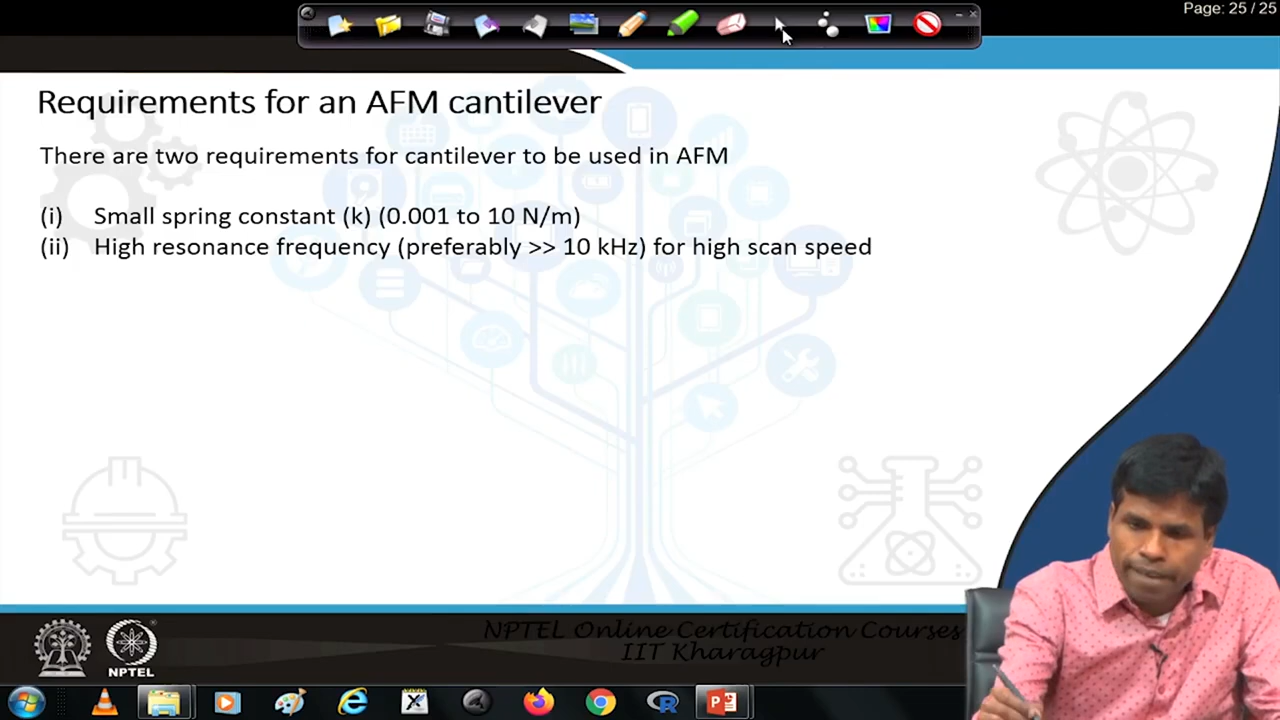 Page: 25 / 25
Requirements for an AFM cantilever
There are two requirements for cantilever to be used in AFM
(i) Small spring constant (k) (0.001 to 10 N/m)
(ii) High resonance frequency (preferably >> 10 kHz) for high scan speed
NPTEL Online Certification Courses
IIT Kharagpur
NPTEL